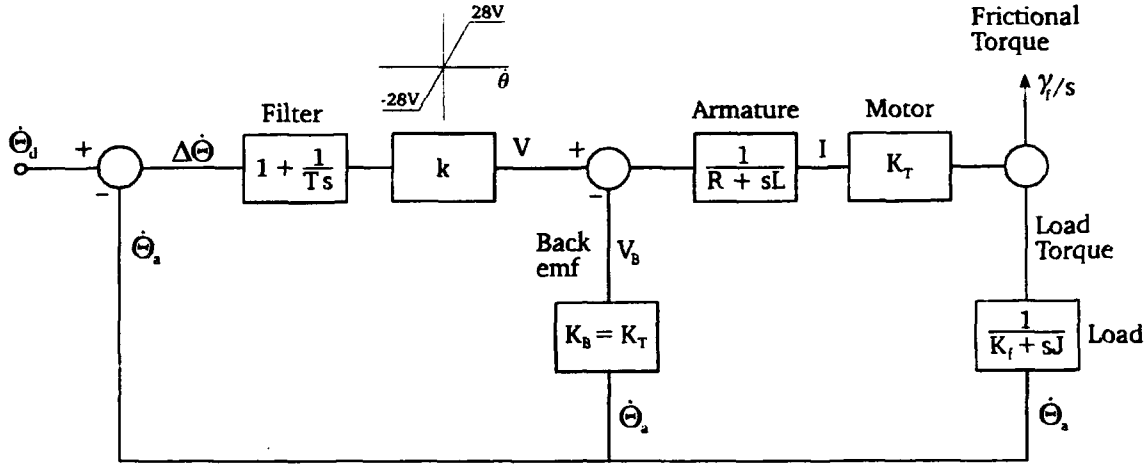 28V
-28V
θ̇
Frictional
Torque
γf/s
Filter
Armature
Motor
Θ̇d
+
-
ΔΘ̇
1 + 1/Ts
k
V
+
-
1/(R + sL)
I
KT
Θ̇a
Back
emf
VB
Load
Torque
KB = KT
1/(Kf + sJ)
Load
Θ̇a
Θ̇a